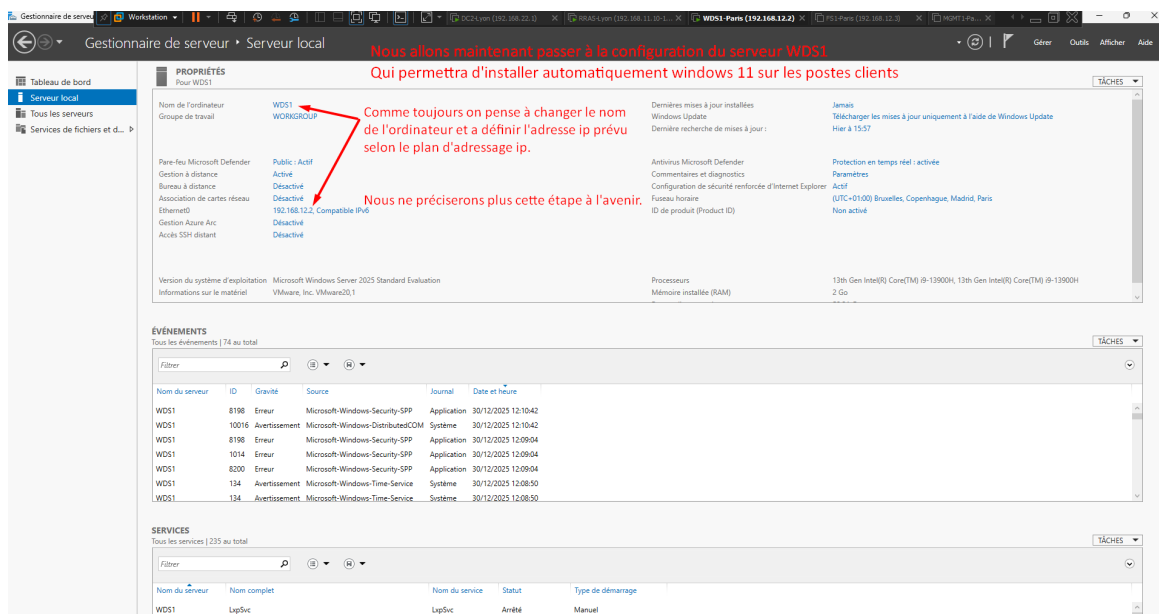 Gestionnaire de serveu
Workstation
DC2-Lyon (192.168.22.1)
RRAS-Lyon (192.168.11.10-1...
WDS1-Paris (192.168.12.2)
FS1-Paris (192.168.12.3)
MGMT1-Pa...
Gestionnaire de serveur
Serveur local
Gérer
Outils
Afficher
Aide
Nous allons maintenant passer à la configuration du serveur WDS1
Qui permettra d'installer automatiquement windows 11 sur les postes clients
Tableau de bord
Serveur local
Tous les serveurs
Services de fichiers et d...
PROPRIÉTÉS
Pour WDS1
TÂCHES
Nom de l'ordinateur WDS1
Groupe de travail WORKGROUP
Comme toujours on pense à changer le nom
de l'ordinateur et a définir l'adresse ip prévu
selon le plan d'adressage ip.
Nous ne préciserons plus cette étape à l'avenir.
Dernières mises à jour installées Jamais
Windows Update Télécharger les mises à jour uniquement à l'aide de Windows Update
Dernière recherche de mises à jour : Hier à 15:57
Pare-feu Microsoft Defender Public : Actif
Gestion à distance Activé
Bureau à distance Désactivé
Association de cartes réseau Désactivé
Ethernet0 192.168.12.2, Compatible IPv6
Gestion Azure Arc Désactivé
Accès SSH distant Désactivé
Antivirus Microsoft Defender Protection en temps réel : activée
Commentaires et diagnostics Paramètres
Configuration de sécurité renforcée d'Internet Explorer Actif
Fuseau horaire (UTC+01:00) Bruxelles, Copenhague, Madrid, Paris
ID de produit (Product ID) Non activé
Version du système d'exploitation Microsoft Windows Server 2025 Standard Evaluation
Informations sur le matériel VMware, Inc. VMware20,1
Processeurs 13th Gen Intel(R) Core(TM) i9-13900H, 13th Gen Intel(R) Core(TM) i9-13900H
Mémoire installée (RAM) 2 Go
ÉVÉNEMENTS
Tous les événements | 74 au total
TÂCHES
Filtrer
Nom du serveur ID Gravité Source Journal Date et heure
WDS1 8198 Erreur Microsoft-Windows-Security-SPP Application 30/12/2025 12:10:42
WDS1 10016 Avertissement Microsoft-Windows-DistributedCOM Système 30/12/2025 12:10:42
WDS1 8198 Erreur Microsoft-Windows-Security-SPP Application 30/12/2025 12:09:04
WDS1 1014 Erreur Microsoft-Windows-Security-SPP Application 30/12/2025 12:09:04
WDS1 8200 Erreur Microsoft-Windows-Security-SPP Application 30/12/2025 12:09:04
WDS1 134 Avertissement Microsoft-Windows-Time-Service Système 30/12/2025 12:08:50
WDS1 134 Avertissement Microsoft-Windows-Time-Service Système 30/12/2025 12:08:50
SERVICES
Tous les services | 235 au total
TÂCHES
Filtrer
Nom du serveur Nom complet Nom du service Statut Type de démarrage
WDS1 LxpSvc LxpSvc Arrêté Manuel